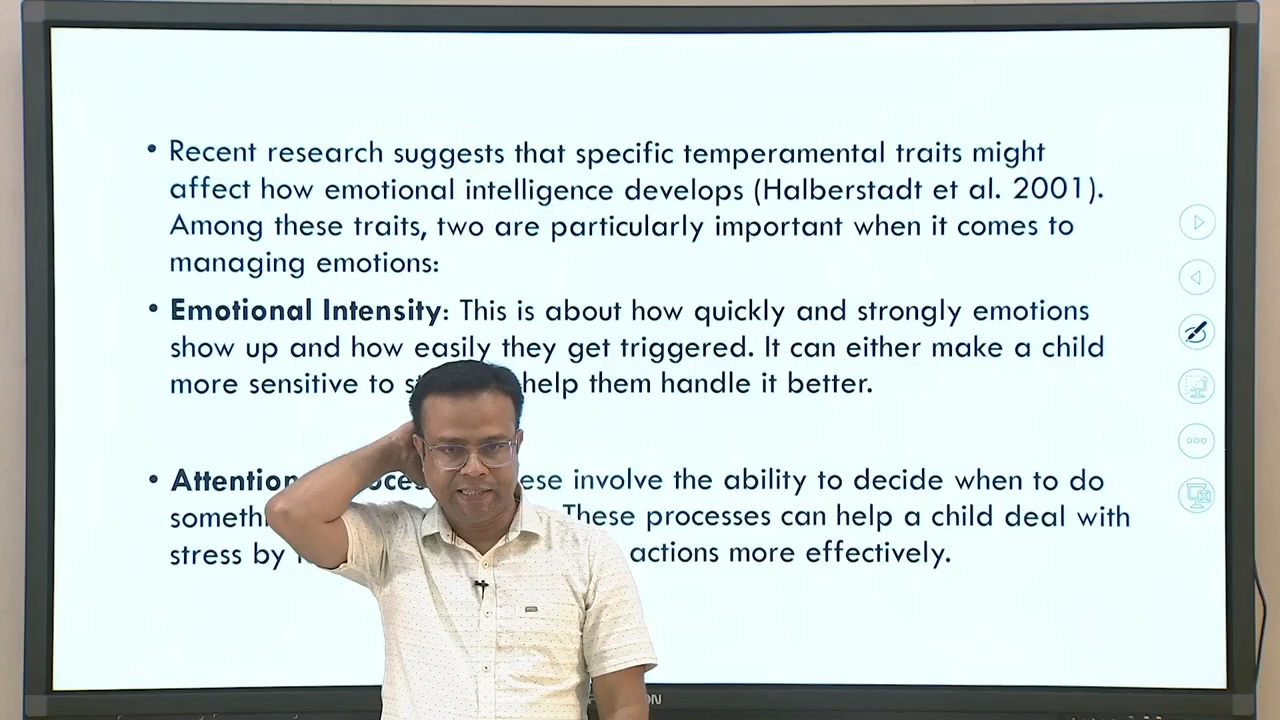 • Recent research suggests that specific temperamental traits might
affect how emotional intelligence develops (Halberstadt et al. 2001).
Among these traits, two are particularly important when it comes to
managing emotions:
• Emotional Intensity: This is about how quickly and strongly emotions
show up and how easily they get triggered. It can either make a child
more sensitive to help them handle it better.
• involve the ability to decide when to do
These processes can help a child deal with
stress by actions more effectively.